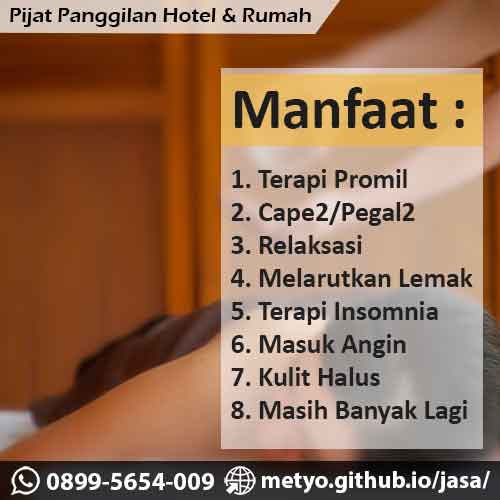 Pijat Panggilan Hotel & Rumah
Manfaat :
1. Terapi Promil
2. Cape2/Pegal2
3. Relaksasi
4. Melarutkan Lemak
5. Terapi Insomnia
6. Masuk Angin
7. Kulit Halus
8. Masih Banyak Lagi
0899-5654-009 metyo.github.io/jasa/